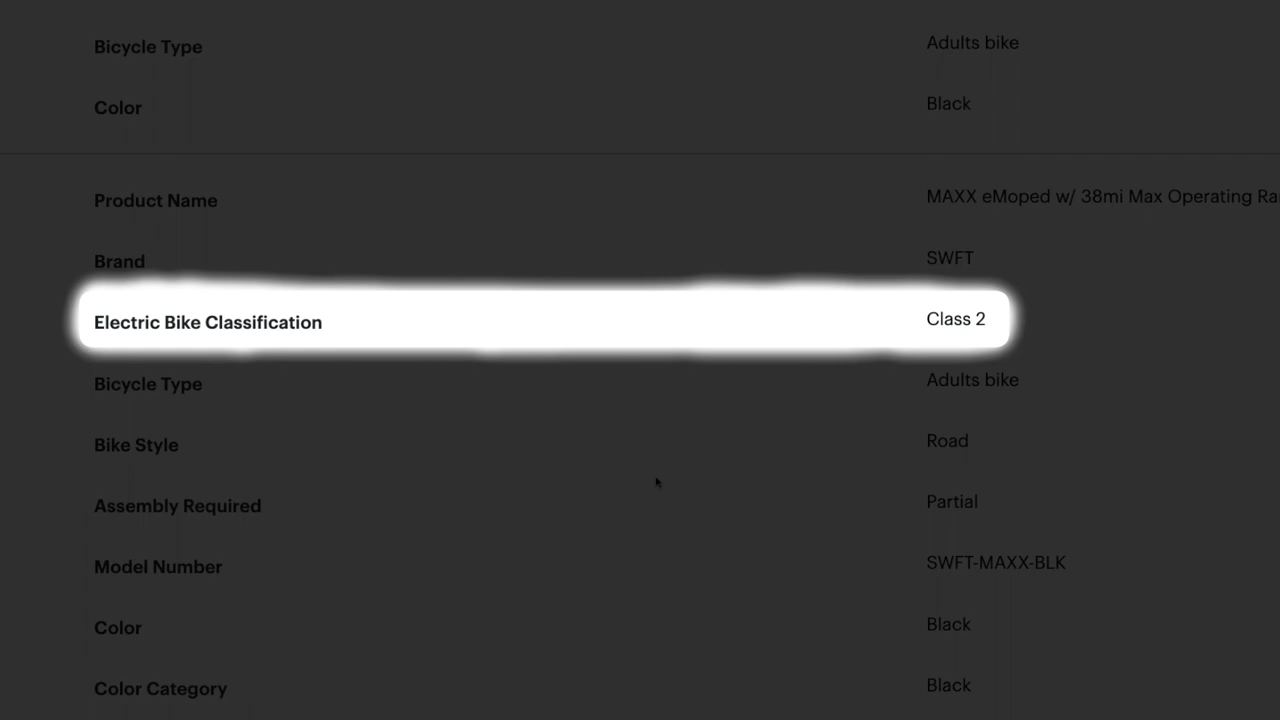 Bicycle Type Adults bike
Color Black
Product Name MAXX eMoped w/ 38mi Max Operating
Brand SWFT
Electric Bike Classification Class 2
Bicycle Type Adults bike
Bike Style Road
Assembly Required Partial
Model Number SWFT-MAXX-BLK
Color Black
Color Category Black